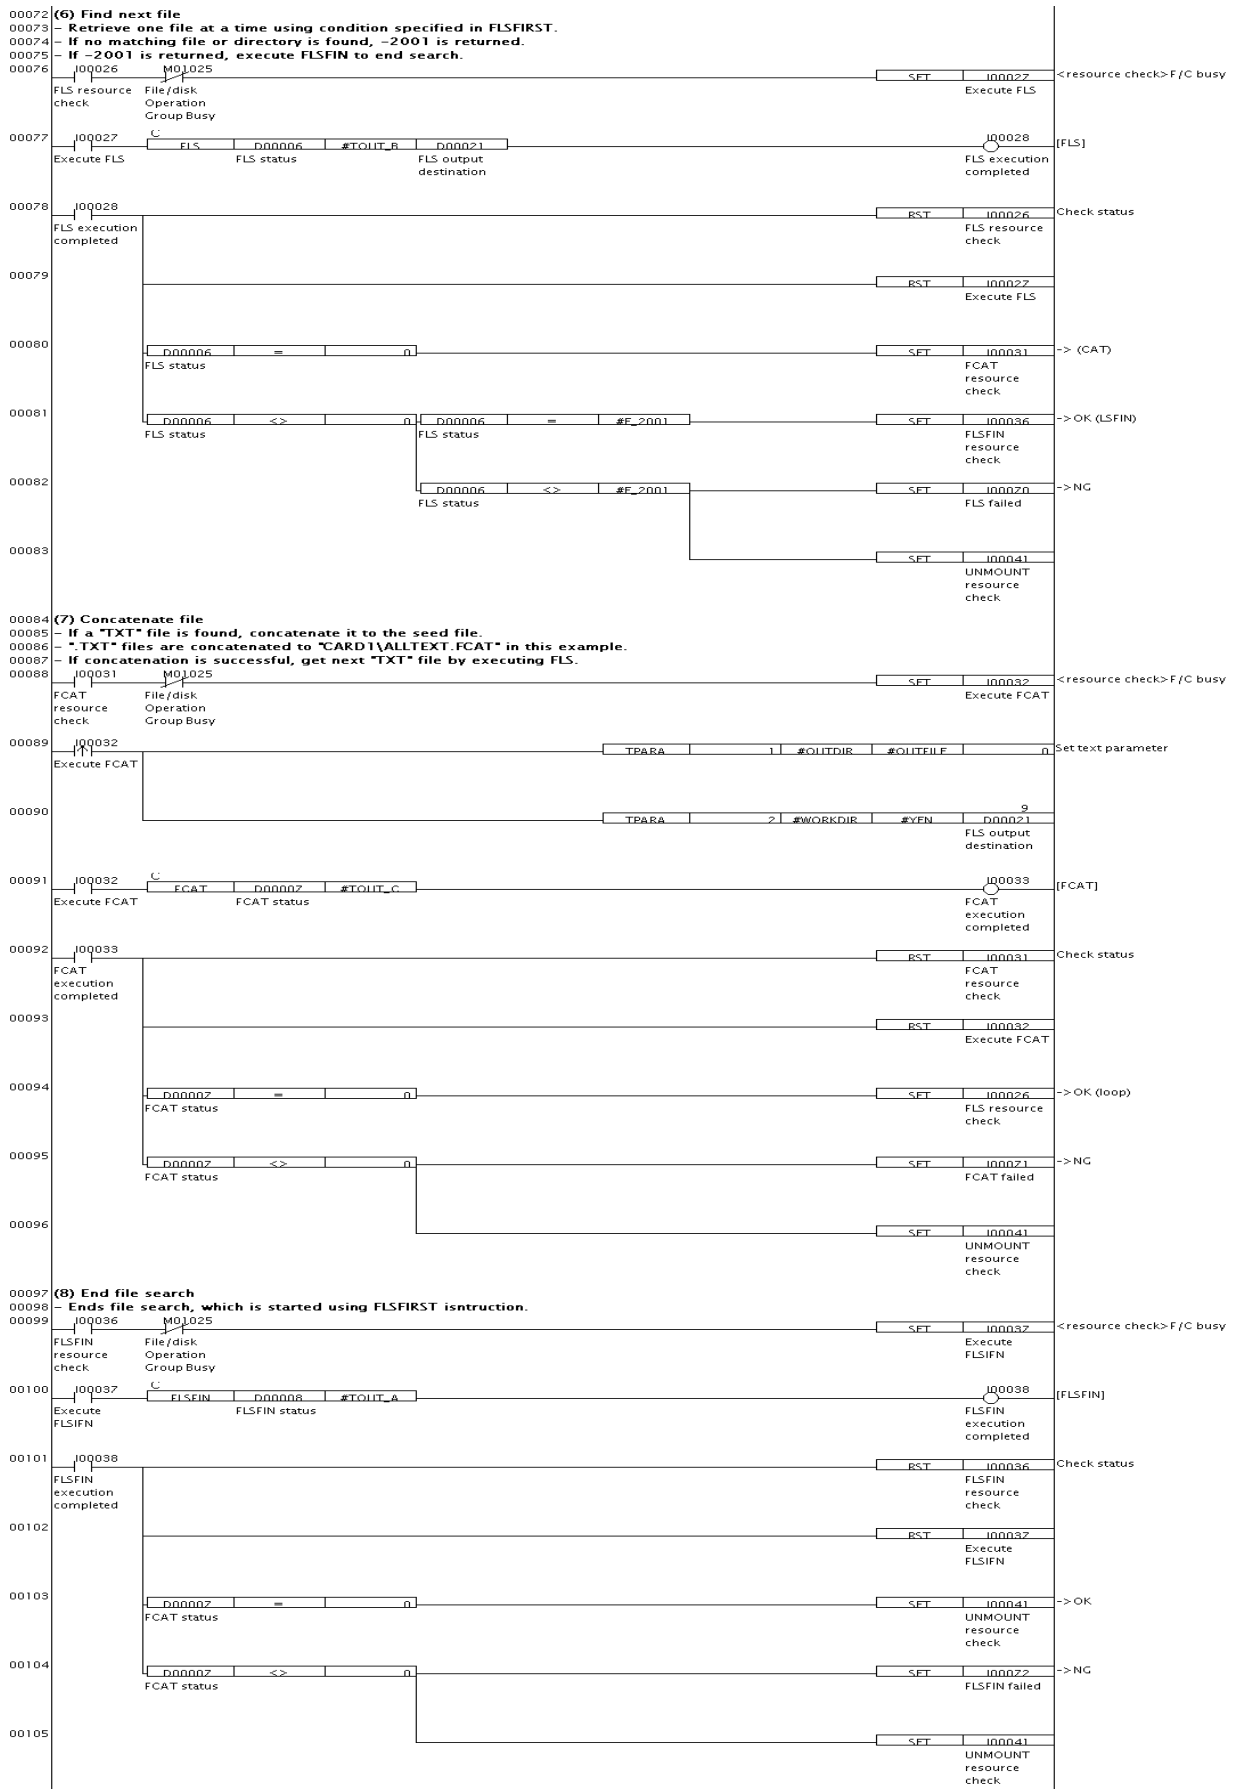 00072 (6) Find next file
00073 – Retrieve one file at a time using condition specified in FLSFIRST.
00074 – If no matching file or directory is found, –2001 is returned.
00075 – If –2001 is returned, execute FLSFIN to end search.
00076 I00026 M01025 SET I00027 <resource check>F/C busy
FLS resource File/disk Execute FLS
check Operation
Group Busy
C
00077 I00027 FLS D00006 #TOUT_B D00021 I00028 [FLS]
Execute FLS FLS status FLS output FLS execution
destination completed
00078 I00028 RST I00026 Check status
FLS execution FLS resource
completed check
00079 RST I00027
Execute FLS
00080 D00006 = 0 SET I00031 -> (CAT)
FLS status FCAT
resource
check
00081 D00006 <> 0 D00006 = #E_2001 SET I00036 ->OK (LSFIN)
FLS status FLS status FLSFIN
resource
check
00082 D00006 <> #E_2001 SET I00070 ->NG
FLS status FLS failed
00083 SET I00041
UNMOUNT
resource
check
00084 (7) Concatenate file
00085 – If a "TXT" file is found, concatenate it to the seed file.
00086 – ".TXT" files are concatenated to "CARD1\ALLTEXT.FCAT" in this example.
00087 – If concatenation is successful, get next "TXT" file by executing FLS.
00088 I00031 M01025 SET I00032 <resource check>F/C busy
FCAT File/disk Execute FCAT
resource Operation
check Group Busy
00089 I00032 TPARA 1 #OUTDIR #OUTFILE 0 Set text parameter
Execute FCAT
9
00090 TPARA 2 #WORKDIR #YEN D00021
FLS output
destination
C
00091 I00032 FCAT D00007 #TOUT_C I00033 [FCAT]
Execute FCAT FCAT status FCAT
execution
completed
00092 I00033 RST I00031 Check status
FCAT FCAT
execution resource
completed check
00093 RST I00032
Execute FCAT
00094 D00007 = 0 SET I00026 ->OK (loop)
FCAT status FLS resource
check
00095 D00007 <> 0 SET I00071 ->NG
FCAT status FCAT failed
00096 SET I00041
UNMOUNT
resource
check
00097 (8) End file search
00098 – Ends file search, which is started using FLSFIRST isntruction.
00099 I00036 M01025 SET I00037 <resource check>F/C busy
FLSFIN File/disk Execute
resource Operation FLSIFN
check Group Busy
C
00100 I00037 FLSFIN D00008 #TOUT_A I00038 [FLSFIN]
Execute FLSFIN status FLSFIN
FLSIFN execution
completed
00101 I00038 RST I00036 Check status
FLSFIN FLSFIN
execution resource
completed check
00102 RST I00037
Execute
FLSIFN
00103 D00007 = 0 SET I00041 ->OK
FCAT status UNMOUNT
resource
check
00104 D00007 <> 0 SET I00072 ->NG
FCAT status FLSFIN failed
00105 SET I00041
UNMOUNT
resource
check